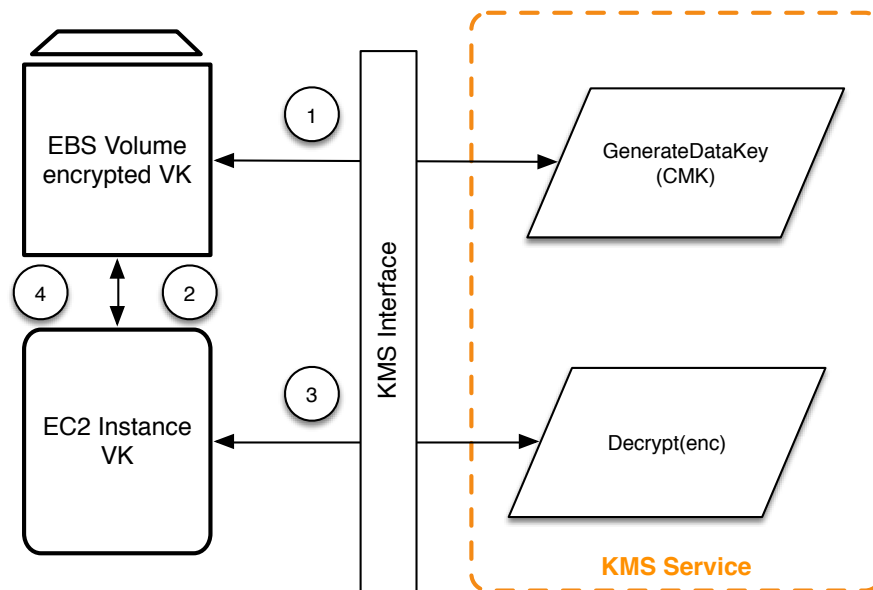 1
EBS Volume
encrypted VK
GenerateDataKey
(CMK)
4
2
KMS Interface
3
EC2 Instance
VK
Decrypt(enc)
KMS Service